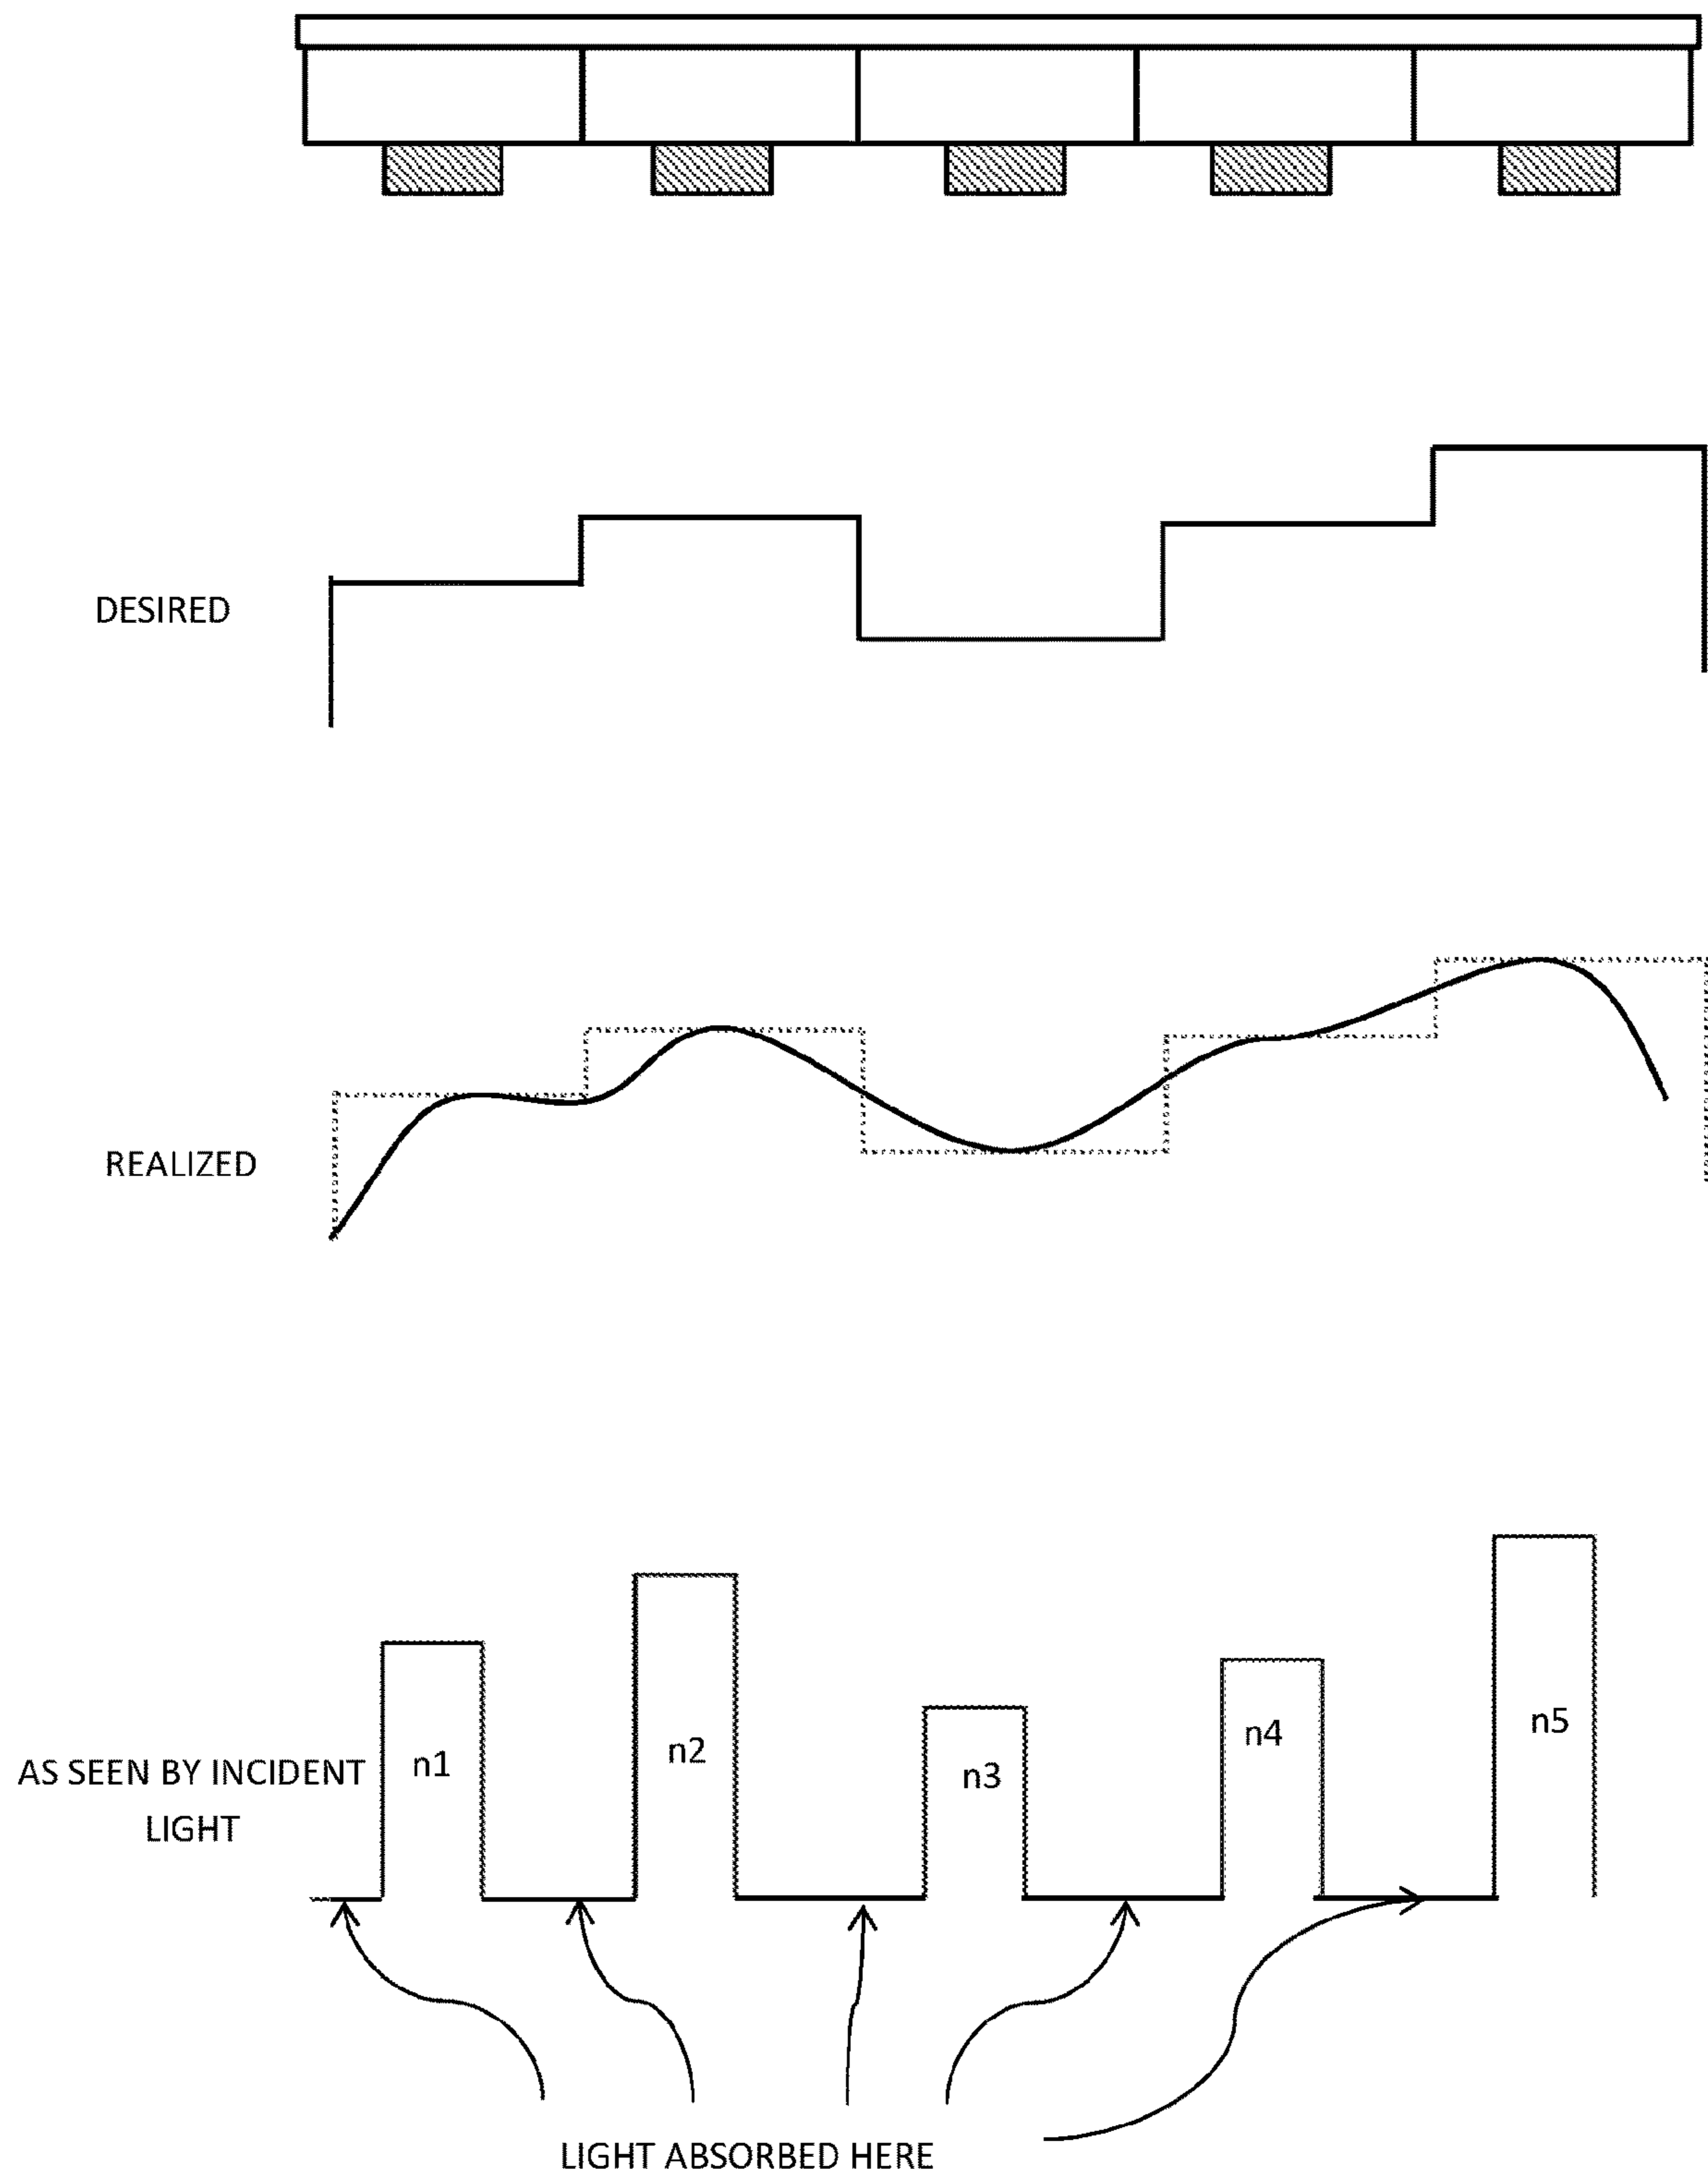 DESIRED
REALIZED
n1
n2
n3
n4
n5
AS SEEN BY INCIDENT
LIGHT
LIGHT ABSORBED HERE